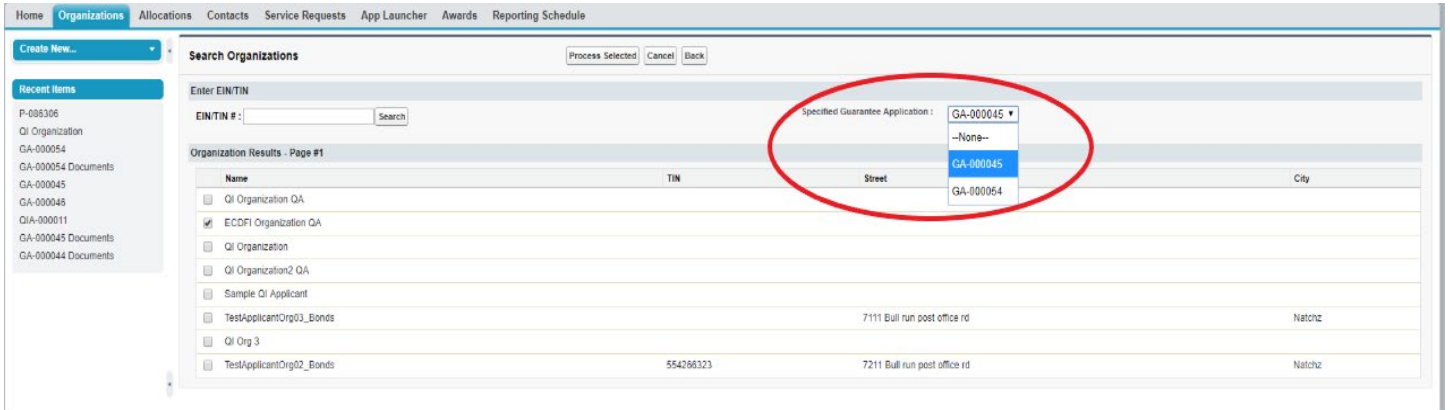 Home Organizations Allocations Contacts Service Requests App Launcher Awards Reporting Schedule
Create New...
Search Organizations Process Selected Cancel Back
Recent Items
P-086306
QI Organization
GA-000054
GA-000054 Documents
GA-000045
GA-000046
QIA-000011
GA-000045 Documents
GA-000044 Documents
Enter EIN/TIN
EIN/TIN # : Search Specified Guarantee Application : GA-000045
--None--
GA-000045
GA-000054
Organization Results - Page #1
Name TIN Street City
QI Organization QA
ECDFI Organization QA
QI Organization
QI Organization2 QA
Sample QI Applicant
TestApplicantOrg03_Bonds 7111 Bull run post office rd Natchz
QI Org 3
TestApplicantOrg02_Bonds 554266323 7211 Bull run post office rd Natchz